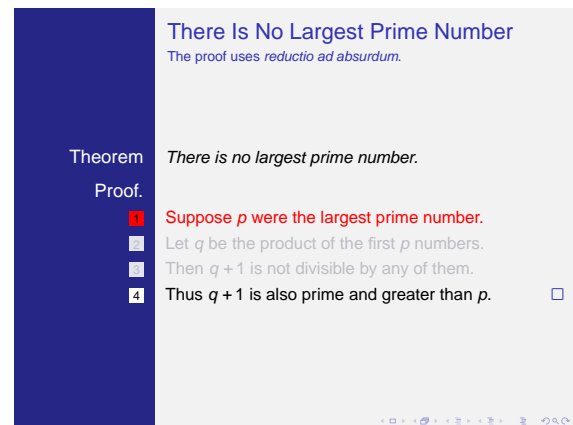 There Is No Largest Prime Number
The proof uses reductio ad absurdum.
Theorem There is no largest prime number.
Proof.
1 Suppose p were the largest prime number.
2 Let q be the product of the first p numbers.
3 Then q + 1 is not divisible by any of them.
4 Thus q + 1 is also prime and greater than p.